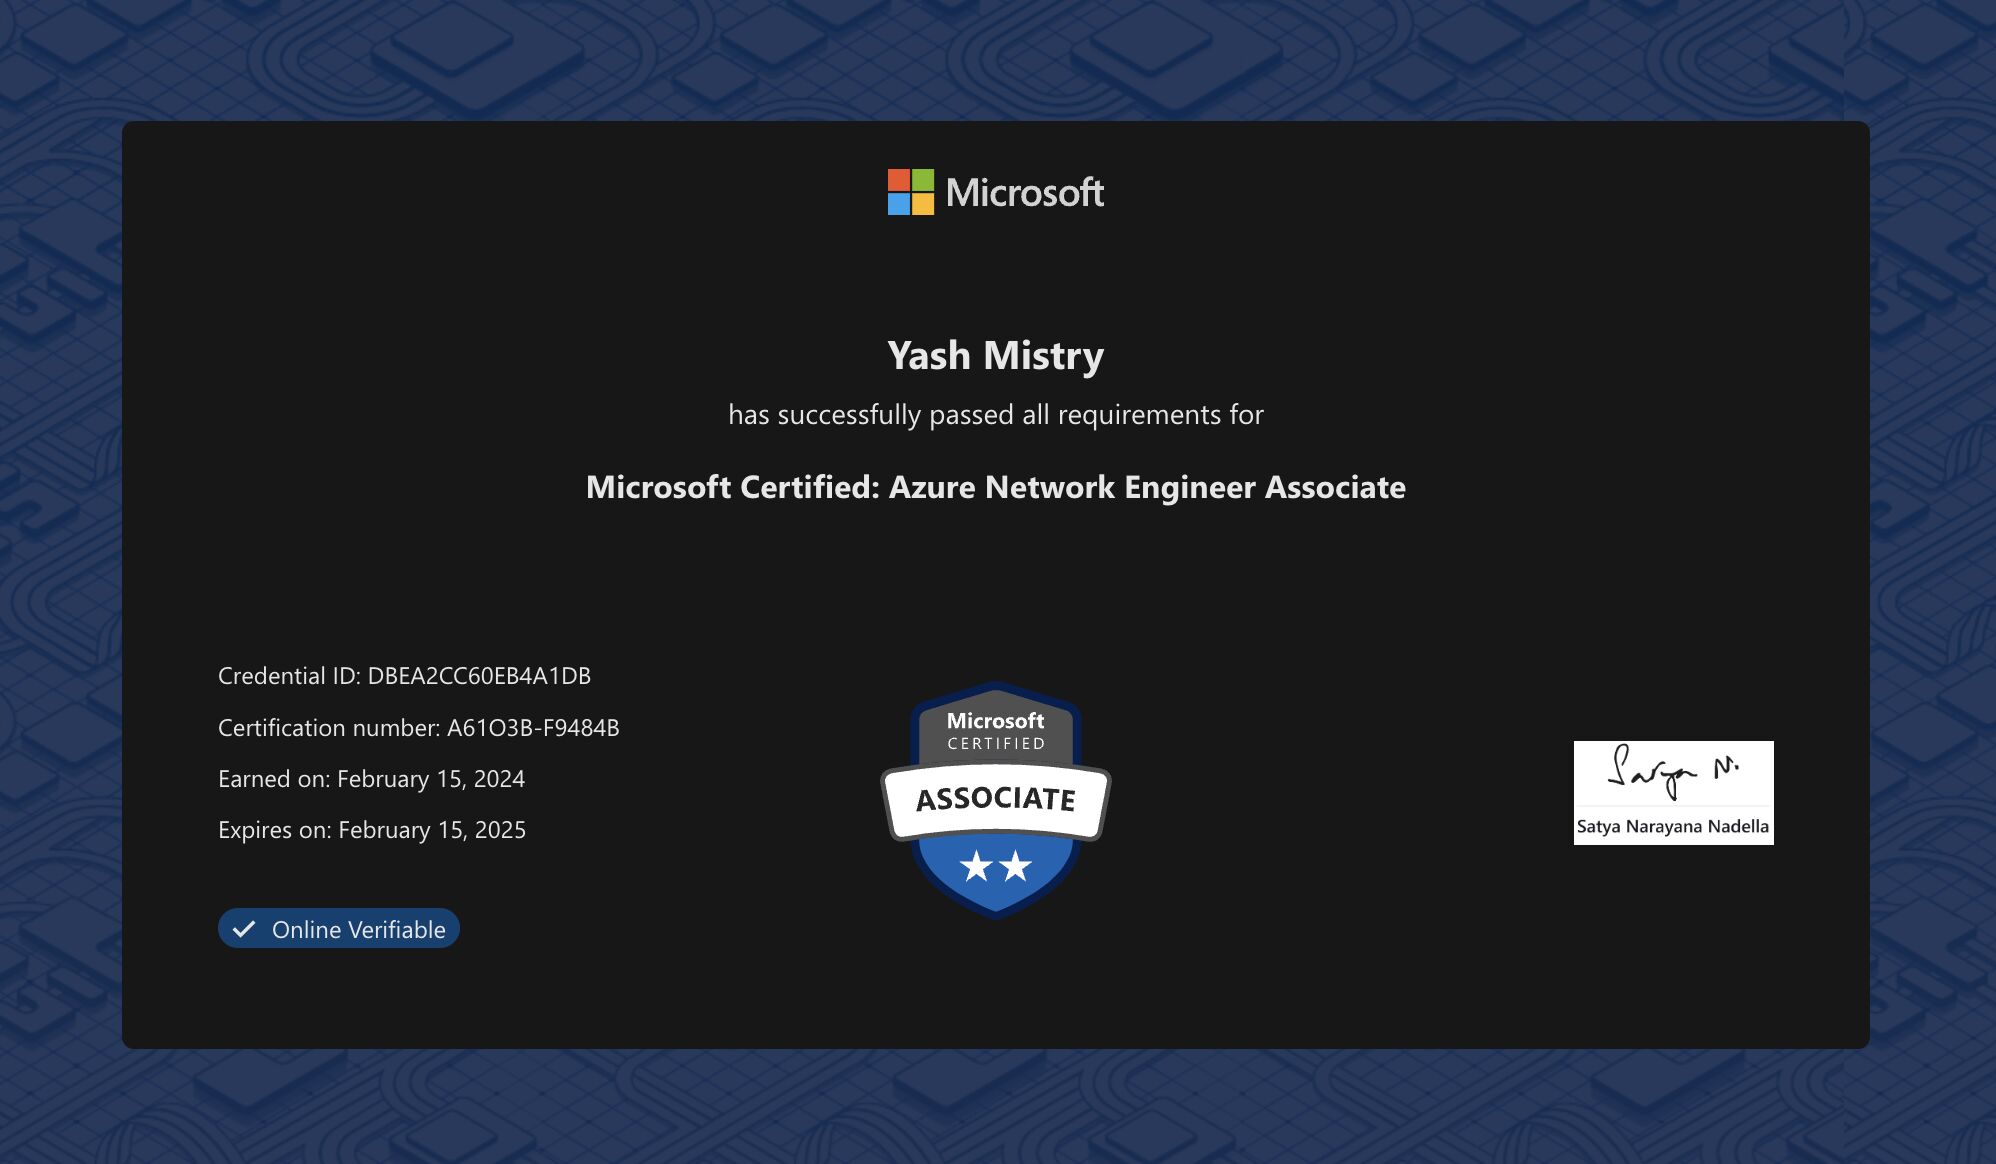 Microsoft
Yash Mistry
has successfully passed all requirements for
Microsoft Certified: Azure Network Engineer Associate
Credential ID: DBEA2CC60EB4A1DB
Certification number: A61O3B-F9484B
Earned on: February 15, 2024
Expires on: February 15, 2025
Online Verifiable
Microsoft
CERTIFIED
ASSOCIATE
Satya N.
Satya Narayana Nadella